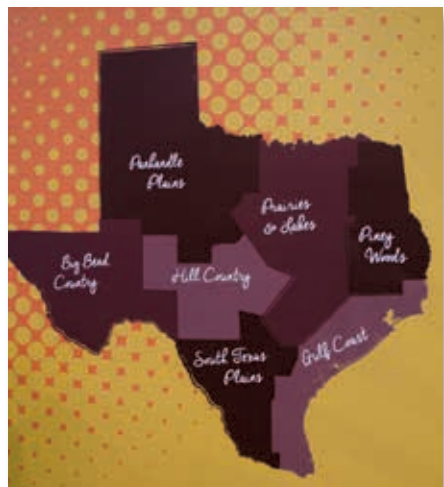 Panhandle
Plains
Prairies
& Lakes
Piney
Woods
Big Bend
Country
Hill Country
South Texas
Plains
Gulf Coast